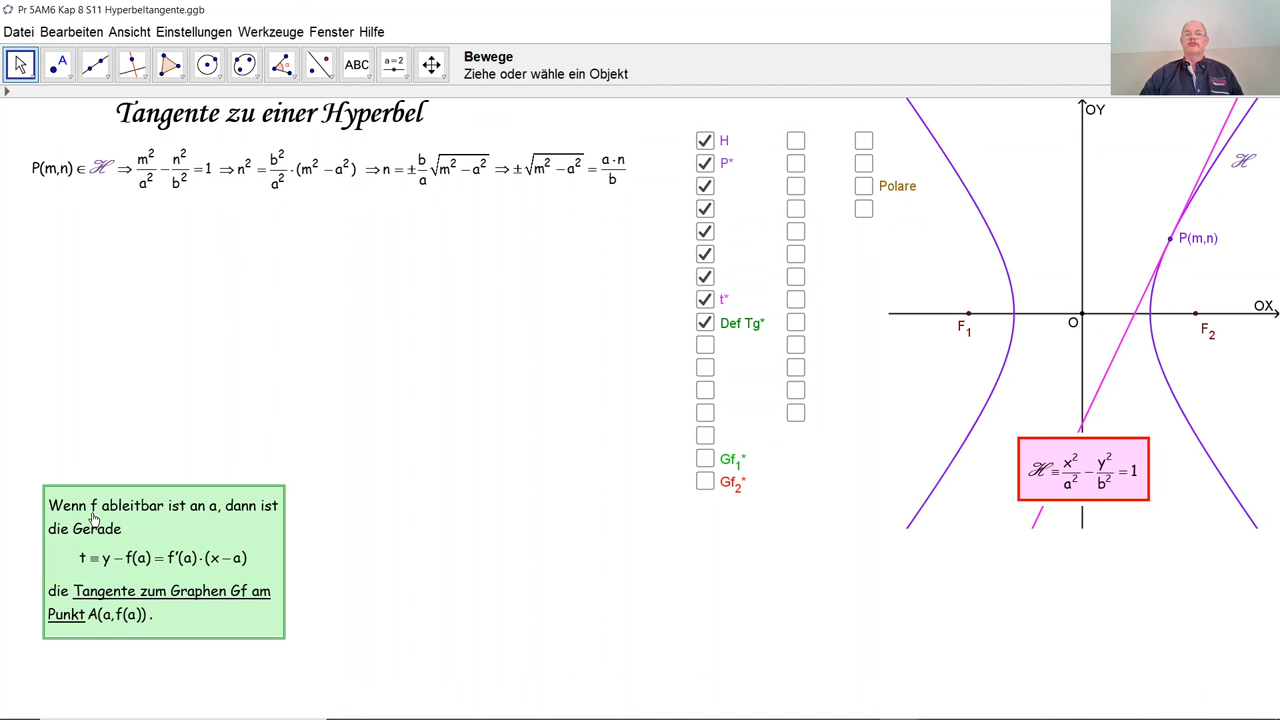 Pr 5AM6 Kap 8 S11 Hyperbeltangente.ggb
Datei Bearbeiten Ansicht Einstellungen Werkzeuge Fenster Hilfe
A
ABC
a=2
Bewege
Ziehe oder wähle ein Objekt
Tangente zu einer Hyperbel
P(m,n) ∈ ℋ ⇒ m²/a² − n²/b² = 1 ⇒ n² = b²/a² · (m² − a²) ⇒ n = ± b/a √(m² − a²) ⇒ ± √(m² − a²) = a·n/b
H
P*
Polare
t*
Def Tg*
Gf₁*
Gf₂*
OY
ℋ
P(m,n)
OX
O
F₁
F₂
ℋ ≡ x²/a² − y²/b² = 1
Wenn f ableitbar ist an a, dann ist
die Gerade
t ≡ y − f(a) = f'(a) · (x − a)
die Tangente zum Graphen Gf am
Punkt A(a,f(a)) .